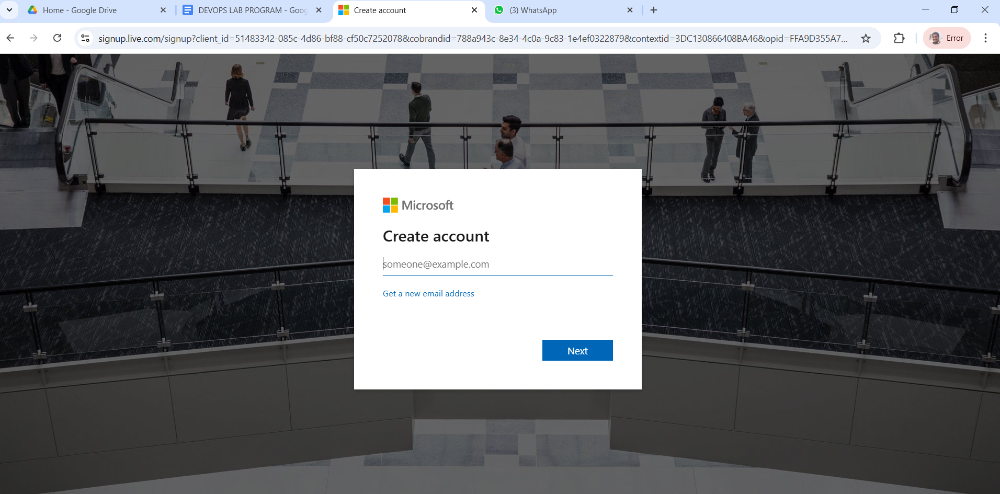 Home - Google Drive
DEVOPS LAB PROGRAM - Goog
Create account
(3) WhatsApp
signup.live.com/signup?client_id=51483342-085c-4d86-bf88-cf50c7252078&cobrandid=788a943c-8e34-4c0a-9c83-1e4ef0322879&contextid=3DC130866408BA46&opid=FFA9D355A7...
Error
Microsoft
Create account
someone@example.com
Get a new email address
Next